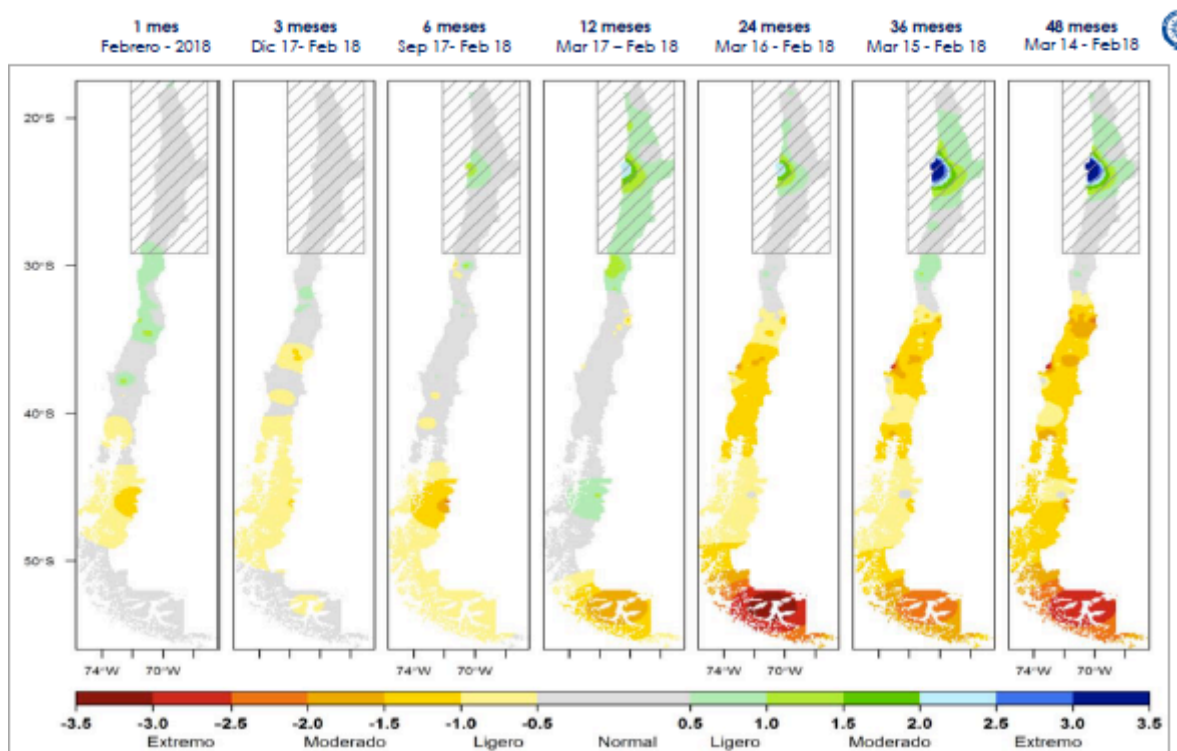 1 mes 3 meses 6 meses 12 meses 24 meses 36 meses 48 meses
Febrero - 2018 Dic 17- Feb 18 Sep 17- Feb 18 Mar 17 – Feb 18 Mar 16 - Feb 18 Mar 15 - Feb 18 Mar 14 - Feb18
20°S
30°S
40°S
50°S
74°W 70°W 74°W 70°W 74°W 70°W 74°W 70°W
-3.5 -3.0 -2.5 -2.0 -1.5 -1.0 -0.5 0.5 1.0 1.5 2.0 2.5 3.0 3.5
Extremo Moderado Ligero Normal Ligero Moderado Extremo